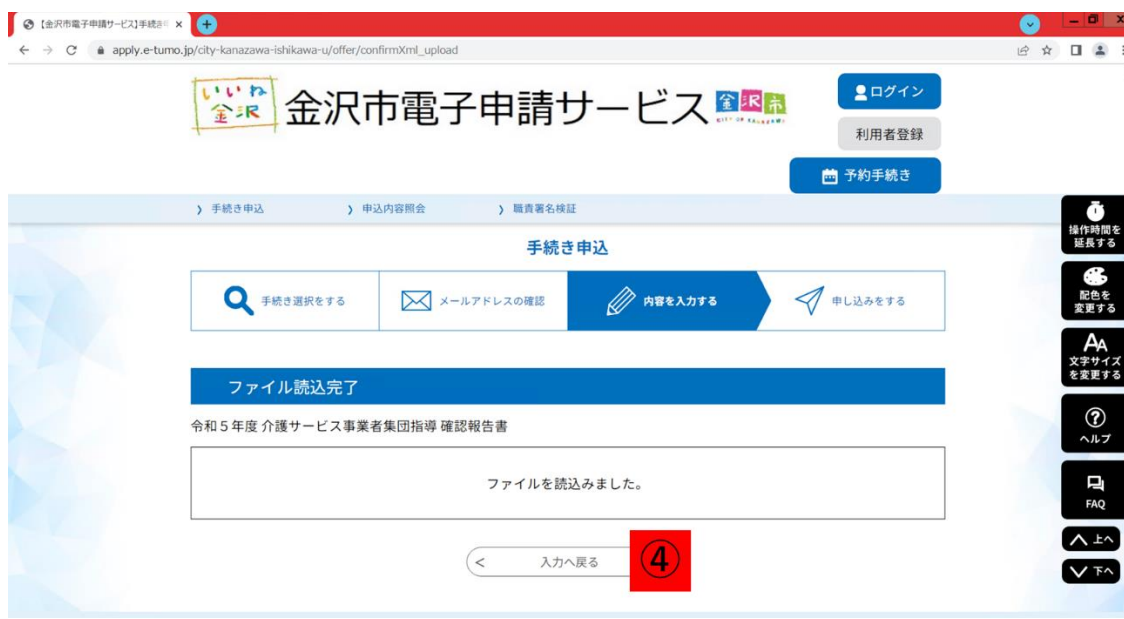 【金沢市電子申請サービス】手続き
apply.e-tumo.jp/city-kanazawa-ishikawa-u/offer/confirmXml_upload
いいね
金沢
金沢市電子申請サービス
金沢市
ログイン
利用者登録
予約手続き
手続き申込
申込内容照会
職責署名検証
手続き申込
手続き選択をする
メールアドレスの確認
内容を入力する
申し込みをする
ファイル読込完了
令和5年度 介護サービス事業者集団指導 確認報告書
ファイルを読込みました。
< 入力へ戻る
④
操作時間を
延長する
配色を
変更する
AA
文字サイズ
を変更する
?
ヘルプ
FAQ
上へ
下へ